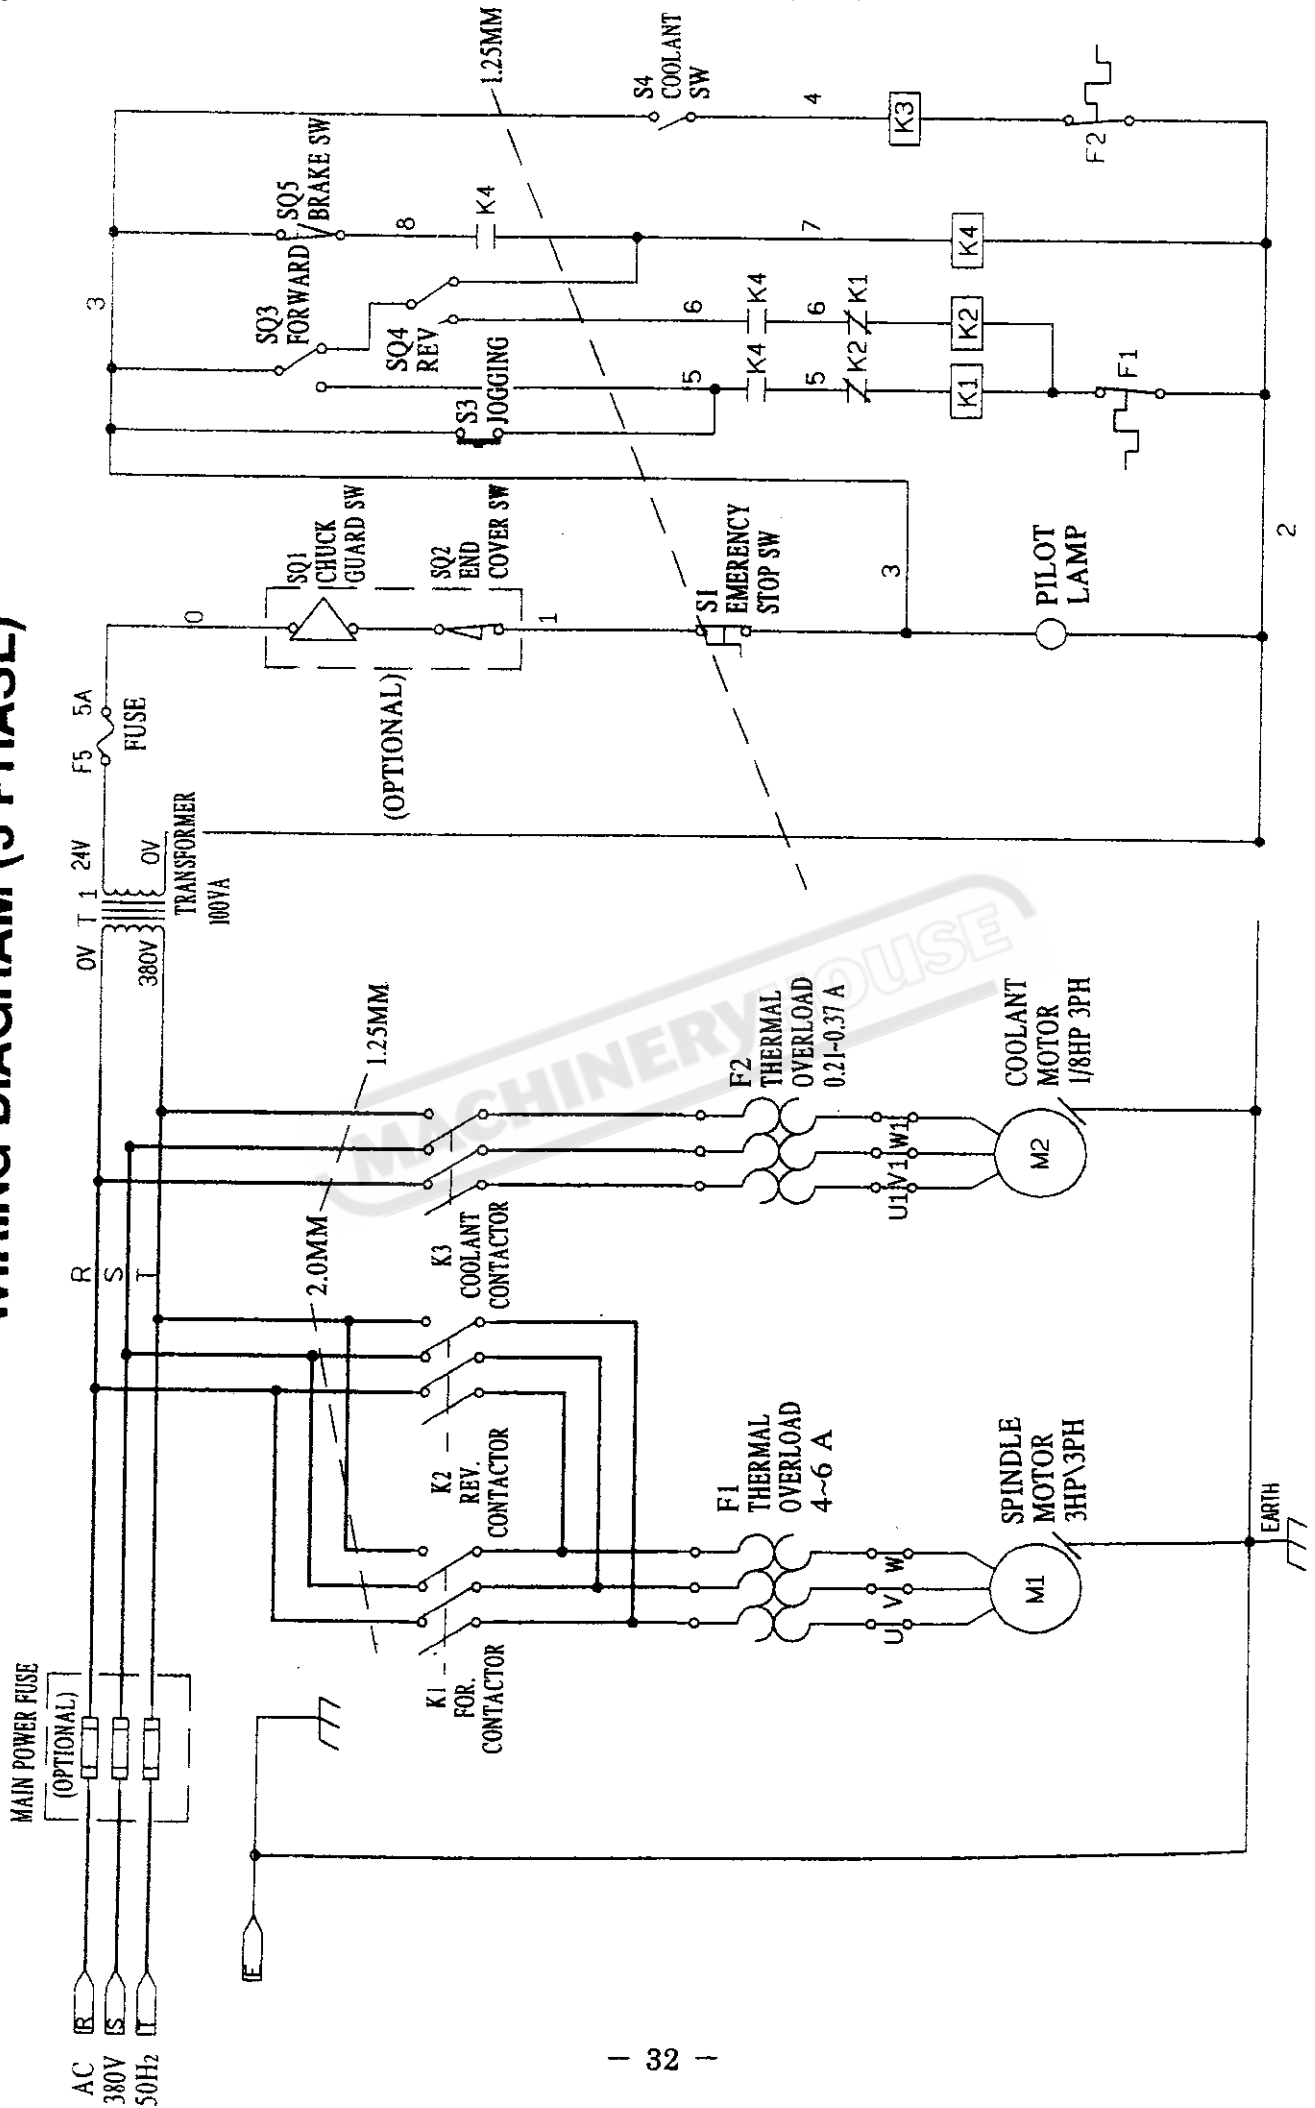 WIRING DIAGRAM (3 PHASE)
AC
380V
50H2
R
S
T
E
MAIN POWER FUSE
(OPTIONAL)
R
S
T
2.0MM
1.25MM
K1
FOR.
CONTACTOR
K2
REV.
CONTACTOR
K3
COOLANT
CONTACTOR
F1
THERMAL
OVERLOAD
4~6 A
F2
THERMAL
OVERLOAD
0.21~0.37 A
U
V
W
U1
V1
W1
M1
SPINDLE
MOTOR
3HP\3PH
M2
COOLANT
MOTOR
1/8HP 3PH
EARTH
0V T 1 24V
380V
0V
TRANSFORMER
100VA
F5 5A
FUSE
0
SQ1
CHUCK
GUARD SW
SQ2
END
COVER SW
(OPTIONAL)
1
S1
EMERENCY
STOP SW
3
PILOT
LAMP
2
3
S3
JOGGING
SQ3
FORWARD
SQ4
REV
SQ5
BRAKE SW
8
K4
5
6
K4
K4
5
6
K2
K1
K1
K2
7
K4
F1
1.25MM
S4
COOLANT
SW
4
K3
F2
MACHINERYHOUSE
– 32 –